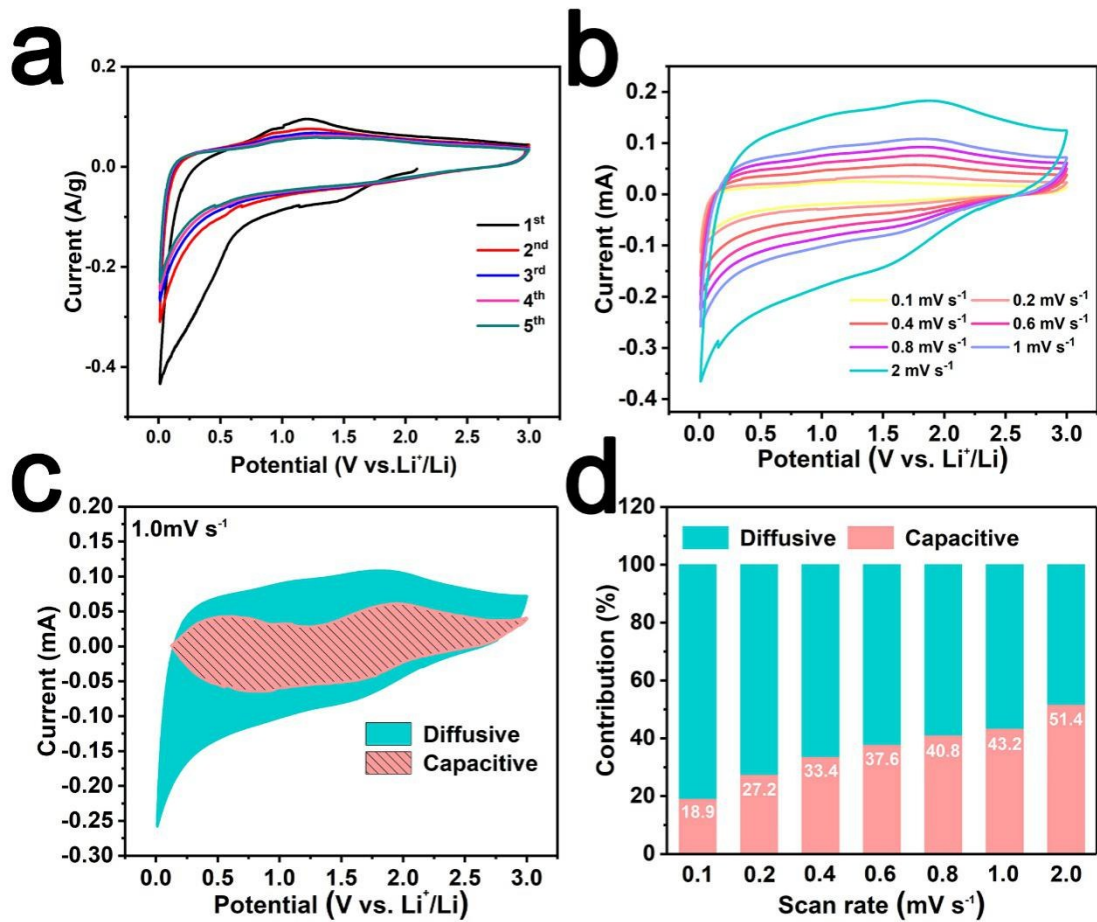 a
0.2
0.0
-0.2
-0.4
Current (A/g)
1st
2nd
3rd
4th
5th
0.0 0.5 1.0 1.5 2.0 2.5 3.0
Potential (V vs.Li+/Li)
b
0.2
0.1
0.0
-0.1
-0.2
-0.3
-0.4
Current (mA)
0.1 mV s-1 0.2 mV s-1
0.4 mV s-1 0.6 mV s-1
0.8 mV s-1 1 mV s-1
2 mV s-1
0.0 0.5 1.0 1.5 2.0 2.5 3.0
Potential (V vs. Li+/Li)
c
0.20
0.15
0.10
0.05
0.00
-0.05
-0.10
-0.15
-0.20
-0.25
-0.30
Current (mA)
1.0mV s-1
Diffusive
Capacitive
0.0 0.5 1.0 1.5 2.0 2.5 3.0
Potential (V vs. Li+/Li)
d
120
100
80
60
40
20
0
Contribution (%)
Diffusive Capacitive
18.9 27.2 33.4 37.6 40.8 43.2 51.4
0.1 0.2 0.4 0.6 0.8 1.0 2.0
Scan rate (mV s-1)